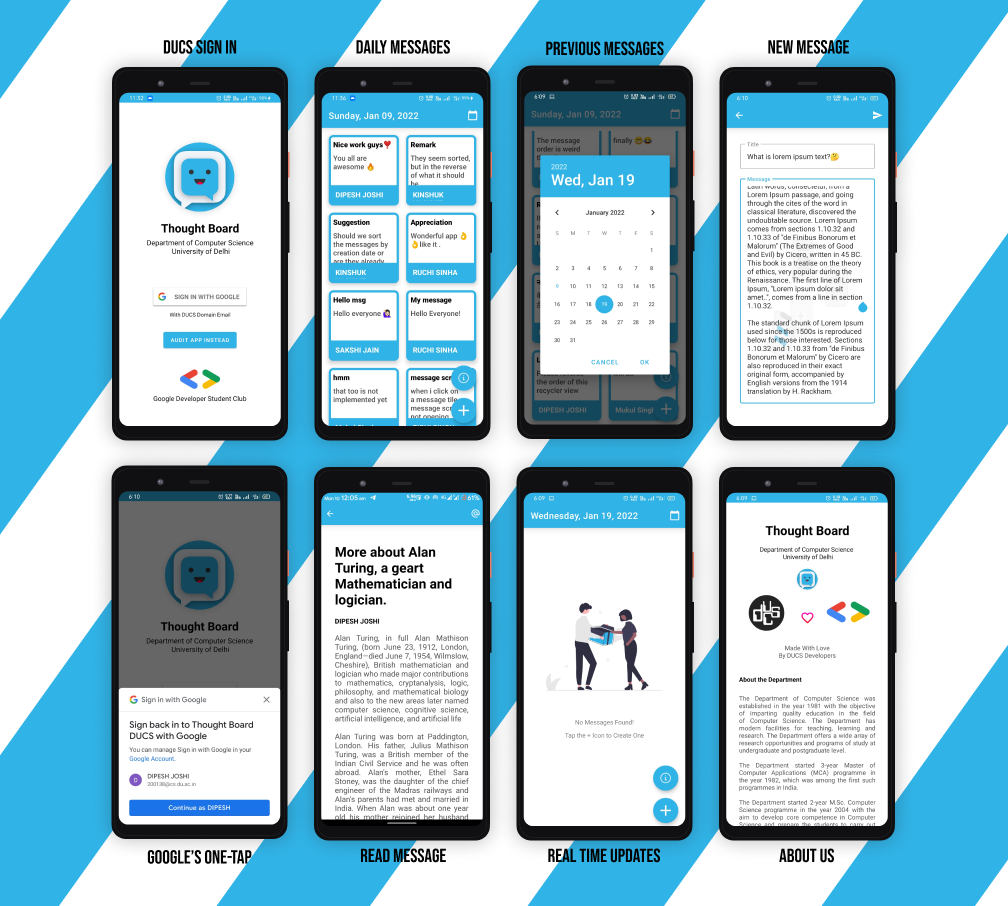 DUCS SIGN IN
11:52
Thought Board
Department of Computer Science
University of Delhi
SIGN IN WITH GOOGLE
With DUCS Domain Email
AUDIT APP INSTEAD
Google Developer Student Club
DAILY MESSAGES
11:36
Sunday, Jan 09, 2022
Nice work guys❤️
You all are
awesome 🔥
DIPESH JOSHI
Remark
They seem sorted,
but in the reverse
of what it should
be
KINSHUK
Suggestion
Should we sort
the messages by
creation date or
are they already
KINSHUK
Appreciation
Wonderful app 👌
👌like it .
RUCHI SINHA
Hello msg
Hello everyone 🙋🏻‍♀️
SAKSHI JAIN
My message
Hello Everyone!
RUCHI SINHA
hmm
that too is not
implemented yet
message scr
when i click on
a message tile
message scr
not opening
PREVIOUS MESSAGES
6:09
Sunday, Jan 09, 2022
The message
order is weird
finally 😁😂
2022
Wed, Jan 19
January 2022
S M T W T F S
1
2 3 4 5 6 7 8
9 10 11 12 13 14 15
16 17 18 19 20 21 22
23 24 25 26 27 28 29
30 31
CANCEL OK
the order of this
recycler view
DIPESH JOSHI
Mukul Singl
NEW MESSAGE
6:10
Title
What is lorem ipsum text?🤔
Message
Latin words, consectetur, from a
Lorem Ipsum passage, and going
through the cites of the word in
classical literature, discovered the
undoubtable source. Lorem Ipsum
comes from sections 1.10.32 and
1.10.33 of "de Finibus Bonorum et
Malorum" (The Extremes of Good
and Evil) by Cicero, written in 45 BC.
This book is a treatise on the theory
of ethics, very popular during the
Renaissance. The first line of Lorem
Ipsum, "Lorem ipsum dolor sit
amet..", comes from a line in section
1.10.32.
The standard chunk of Lorem Ipsum
used since the 1500s is reproduced
below for those interested. Sections
1.10.32 and 1.10.33 from "de Finibus
Bonorum et Malorum" by Cicero are
also reproduced in their exact
original form, accompanied by
English versions from the 1914
translation by H. Rackham.
6:10
Thought Board
Department of Computer Science
University of Delhi
Sign in with Google
Sign back in to Thought Board
DUCS with Google
You can manage Sign in with Google in your
Google Account.
D
DIPESH JOSHI
200138@cs.du.ac.in
Continue as DIPESH
GOOGLE'S ONE-TAP
Mon 10 12:05 am
61%
More about Alan
Turing, a geart
Mathematician and
logician.
DIPESH JOSHI
Alan Turing, in full Alan Mathison
Turing, (born June 23, 1912, London,
England—died June 7, 1954, Wilmslow,
Cheshire), British mathematician and
logician who made major contributions
to mathematics, cryptanalysis, logic,
philosophy, and mathematical biology
and also to the new areas later named
computer science, cognitive science,
artificial intelligence, and artificial life
Alan Turing was born at Paddington,
London. His father, Julius Mathison
Turing, was a British member of the
Indian Civil Service and he was often
abroad. Alan's mother, Ethel Sara
Stoney, was the daughter of the chief
engineer of the Madras railways and
Alan's parents had met and married in
India. When Alan was about one year
old his mother rejoined her husband
READ MESSAGE
6:09
Wednesday, Jan 19, 2022
No Messages Found!
Tap the + Icon to Create One
REAL TIME UPDATES
6:09
Thought Board
Department of Computer Science
University of Delhi
DUCS
Made With Love
By DUCS Developers
About the Department
The Department of Computer Science was
established in the year 1981 with the objective
of imparting quality education in the field
of Computer Science. The Department has
modern facilities for teaching, learning and
research. The Department offers a wide array of
research opportunities and programs of study at
undergraduate and postgraduate level.
The Department started 3-year Master of
Computer Applications (MCA) programme in
the year 1982, which was among the first such
programmes in India.
The Department started 2-year M.Sc. Computer
Science programme in the year 2004 with the
aim to develop core competence in Computer
Science and prepare the students to carry out
ABOUT US